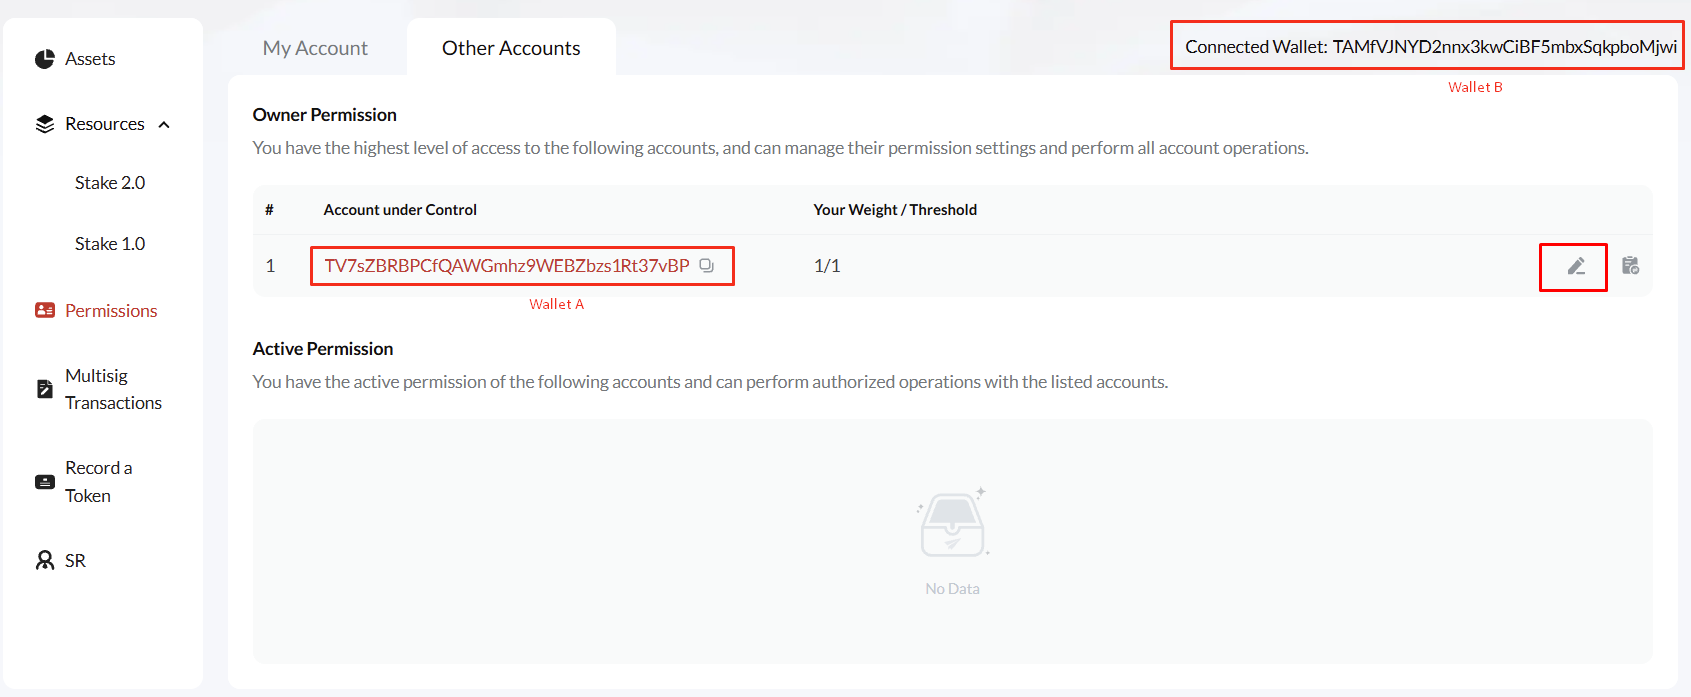 Assets
Resources
Stake 2.0
Stake 1.0
Permissions
Multisig
Transactions
Record a
Token
SR
My Account
Other Accounts
Connected Wallet: TAMfVJNYD2nnx3kwCiBF5mbxSqkpboMjwi
Wallet B
Owner Permission
You have the highest level of access to the following accounts, and can manage their permission settings and perform all account operations.
# Account under Control Your Weight / Threshold
1 TV7sZBRBPCfQAWGmhz9WEBZbzs1Rt37vBP 1/1
Wallet A
Active Permission
You have the active permission of the following accounts and can perform authorized operations with the listed accounts.
No Data